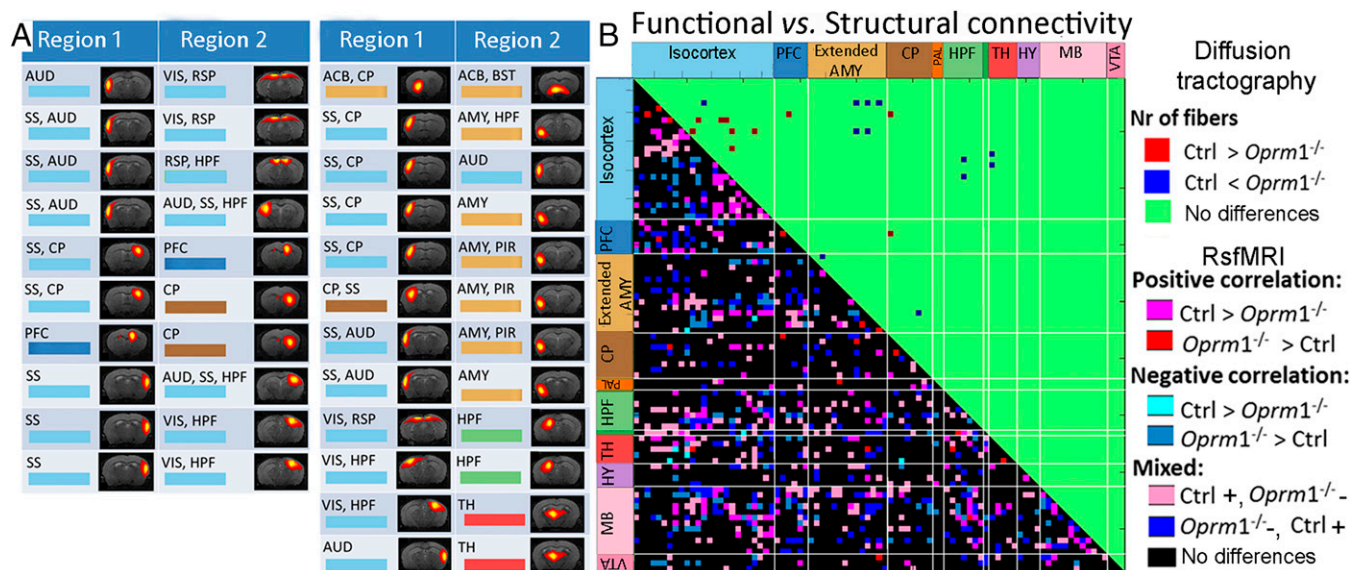 A
Region 1 Region 2
AUD VIS, RSP
SS, AUD VIS, RSP
SS, AUD RSP, HPF
SS, AUD AUD, SS, HPF
SS, CP PFC
SS, CP CP
PFC CP
SS AUD, SS, HPF
SS VIS, HPF
SS VIS, HPF
Region 1 Region 2
ACB, CP ACB, BST
SS, CP AMY, HPF
SS, CP AUD
SS, CP AMY
SS, CP AMY, PIR
CP, SS AMY, PIR
SS, AUD AMY, PIR
SS, AUD AMY
VIS, RSP HPF
VIS, HPF HPF
VIS, HPF TH
AUD TH
B
Functional vs. Structural connectivity
Isocortex PFC Extended AMY CP PAL HPF TH HY MB VTA
Isocortex
PFC
Extended
AMY
CP
PAL
HPF
TH
HY
MB
VTA
Diffusion
tractography
Nr of fibers
Ctrl > Oprm1-/-
Ctrl < Oprm1-/-
No differences
RsfMRI
Positive correlation:
Ctrl > Oprm1-/-
Oprm1-/- > Ctrl
Negative correlation:
Ctrl > Oprm1-/-
Oprm1-/- > Ctrl
Mixed:
Ctrl +, Oprm1-/- -
Oprm1-/- -, Ctrl +
No differences